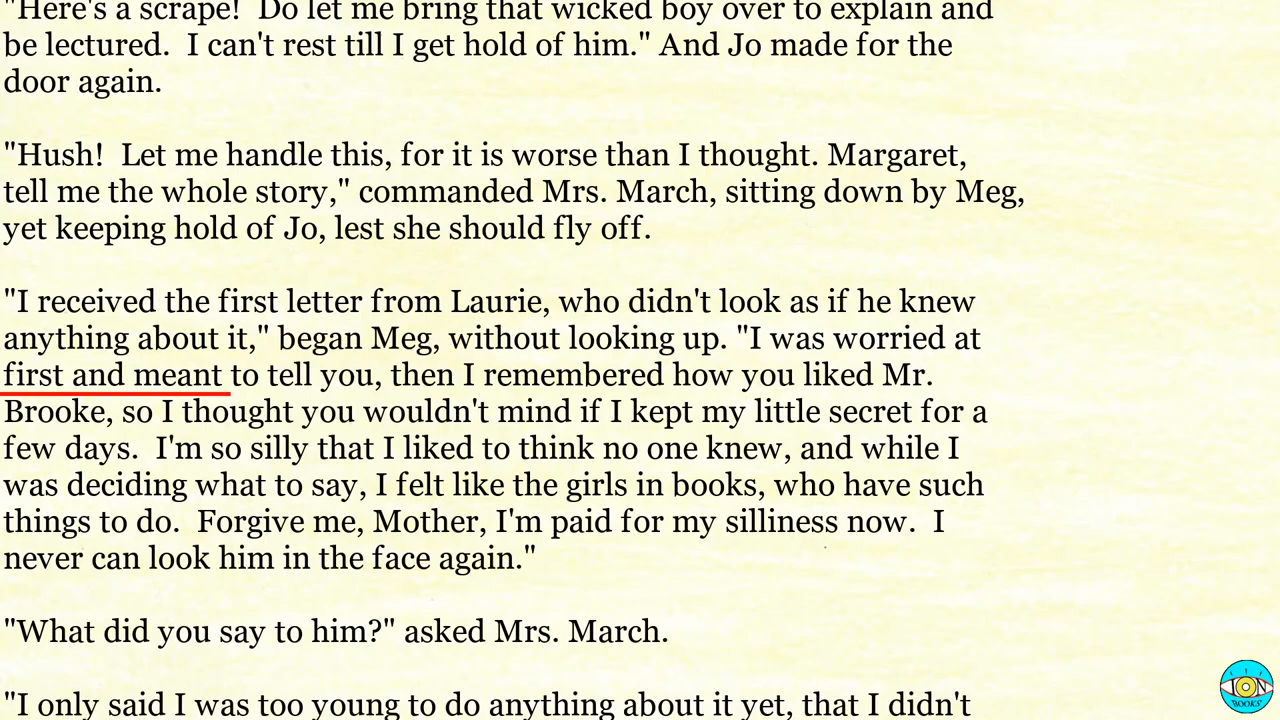 "Here's a scrape!  Do let me bring that wicked boy over to explain and
be lectured.  I can't rest till I get hold of him." And Jo made for the
door again.
"Hush!  Let me handle this, for it is worse than I thought. Margaret,
tell me the whole story," commanded Mrs. March, sitting down by Meg,
yet keeping hold of Jo, lest she should fly off.
"I received the first letter from Laurie, who didn't look as if he knew
anything about it," began Meg, without looking up. "I was worried at
first and meant to tell you, then I remembered how you liked Mr.
Brooke, so I thought you wouldn't mind if I kept my little secret for a
few days.  I'm so silly that I liked to think no one knew, and while I
was deciding what to say, I felt like the girls in books, who have such
things to do.  Forgive me, Mother, I'm paid for my silliness now.  I
never can look him in the face again."
"What did you say to him?" asked Mrs. March.
"I only said I was too young to do anything about it yet, that I didn't
ION
BOOKS